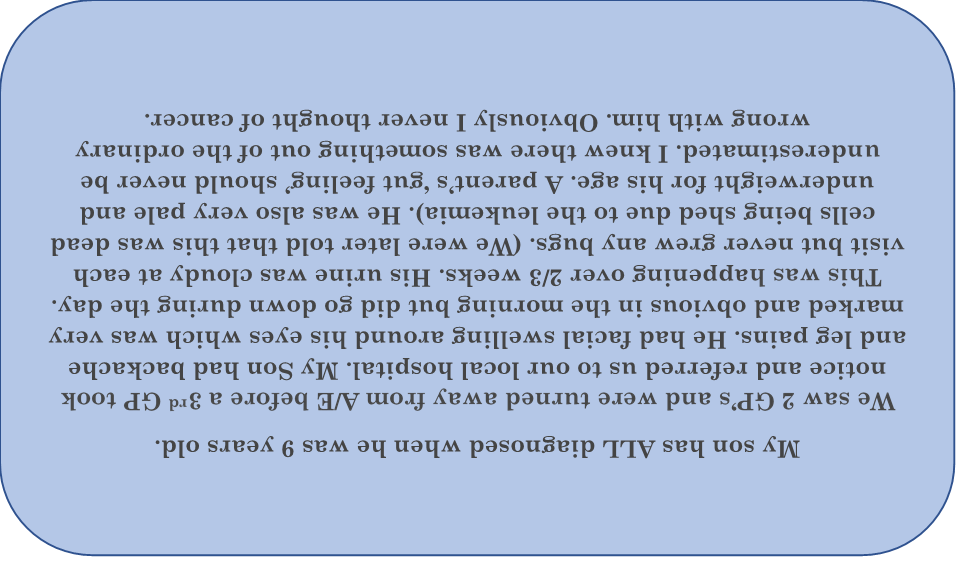 My son has ALL diagnosed when he was 9 years old.
We saw 2 GP’s and were turned away from A/E before a 3rd GP took
notice and referred us to our local hospital. My Son had backache
and leg pains. He had facial swelling around his eyes which was very
marked and obvious in the morning but did go down during the day.
This was happening over 2/3 weeks. His urine was cloudy at each
visit but never grew any bugs. (We were later told that this was dead
cells being shed due to the leukemia). He was also very pale and
underweight for his age. A parent’s ‘gut feeling’ should never be
underestimated. I knew there was something out of the ordinary
wrong with him. Obviously I never thought of cancer.